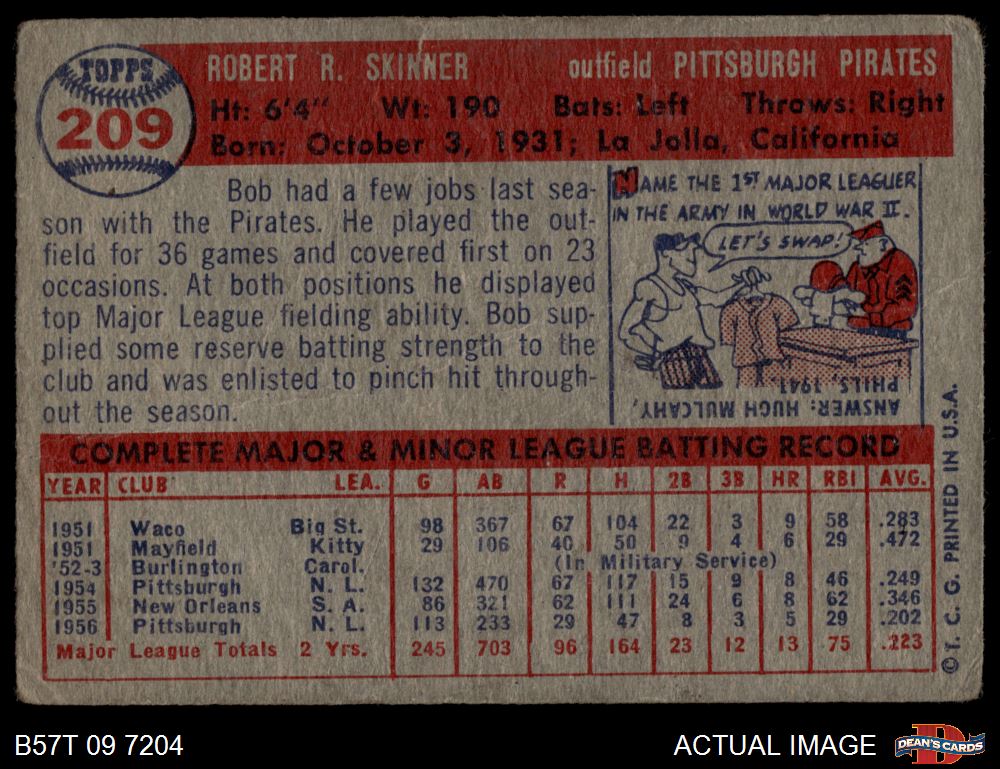 TOPPS
209
ROBERT R. SKINNER outfield PITTSBURGH PIRATES
Ht: 6'4" Wt: 190 Bats: Left Throws: Right
Born: October 3, 1931; La Jolla, California
Bob had a few jobs last sea-
son with the Pirates. He played the out-
field for 36 games and covered first on 23
occasions. At both positions he displayed
top Major League fielding ability. Bob sup-
plied some reserve batting strength to the
club and was enlisted to pinch hit through-
out the season.
NAME THE 1ST MAJOR LEAGUER
IN THE ARMY IN WORLD WAR II.
LET'S SWAP!
ANSWER: HUGH MULCAHY,
PHILS, 1941
COMPLETE MAJOR & MINOR LEAGUE BATTING RECORD
YEAR CLUB LEA. G AB R H 2B 3B HR RBI AVG.
1951 Waco Big St. 98 367 67 104 22 3 9 58 .283
1951 Mayfield Kitty 29 106 40 50 9 4 6 29 .472
'52-3 Burlington Carol. (In Military Service)
1954 Pittsburgh N. L. 132 470 67 117 15 9 8 46 .249
1955 New Orleans S. A. 86 321 62 111 24 6 8 62 .346
1956 Pittsburgh N. L. 113 233 29 47 8 3 5 29 .202
Major League Totals 2 Yrs. 245 703 96 164 23 12 13 75 .223
© T. C. G. PRINTED IN U.S.A.
B57T 09 7204
ACTUAL IMAGE
D
DEAN'S CARDS